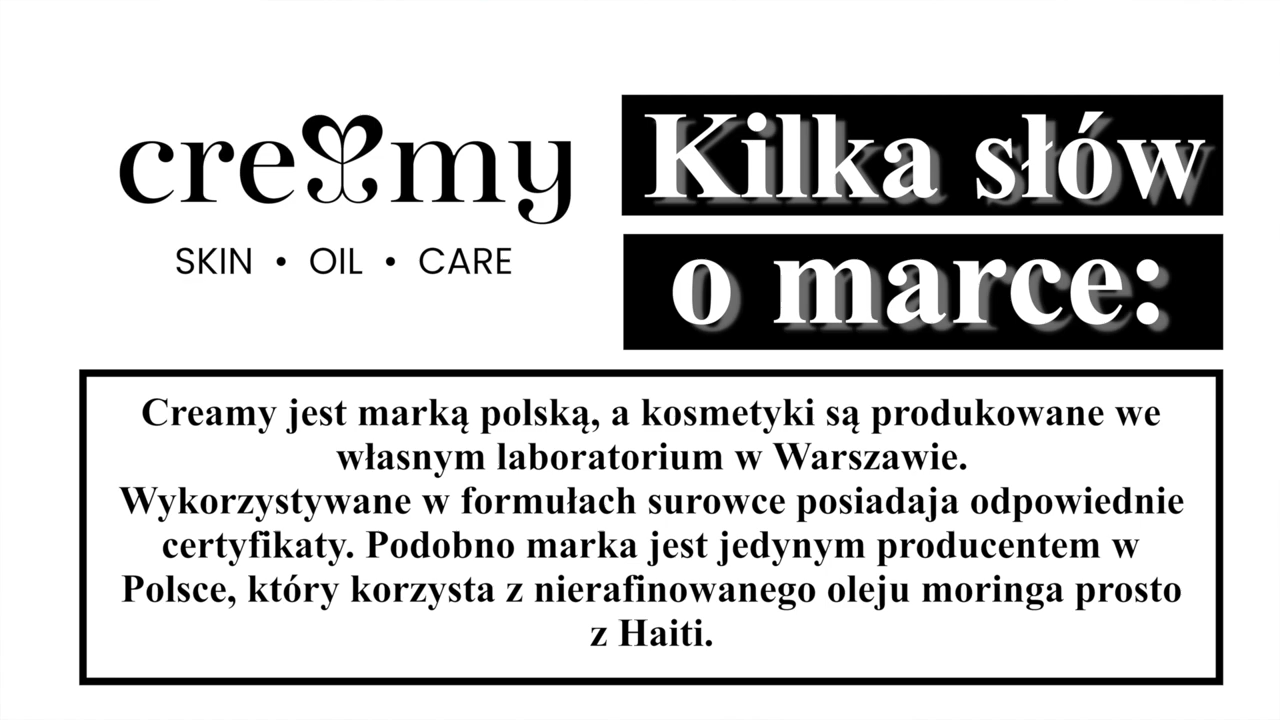 creamy
SKIN • OIL • CARE
Kilka słów
o marce:
Creamy jest marką polską, a kosmetyki są produkowane we
własnym laboratorium w Warszawie.
Wykorzystywane w formułach surowce posiadaja odpowiednie
certyfikaty. Podobno marka jest jedynym producentem w
Polsce, który korzysta z nierafinowanego oleju moringa prosto
z Haiti.